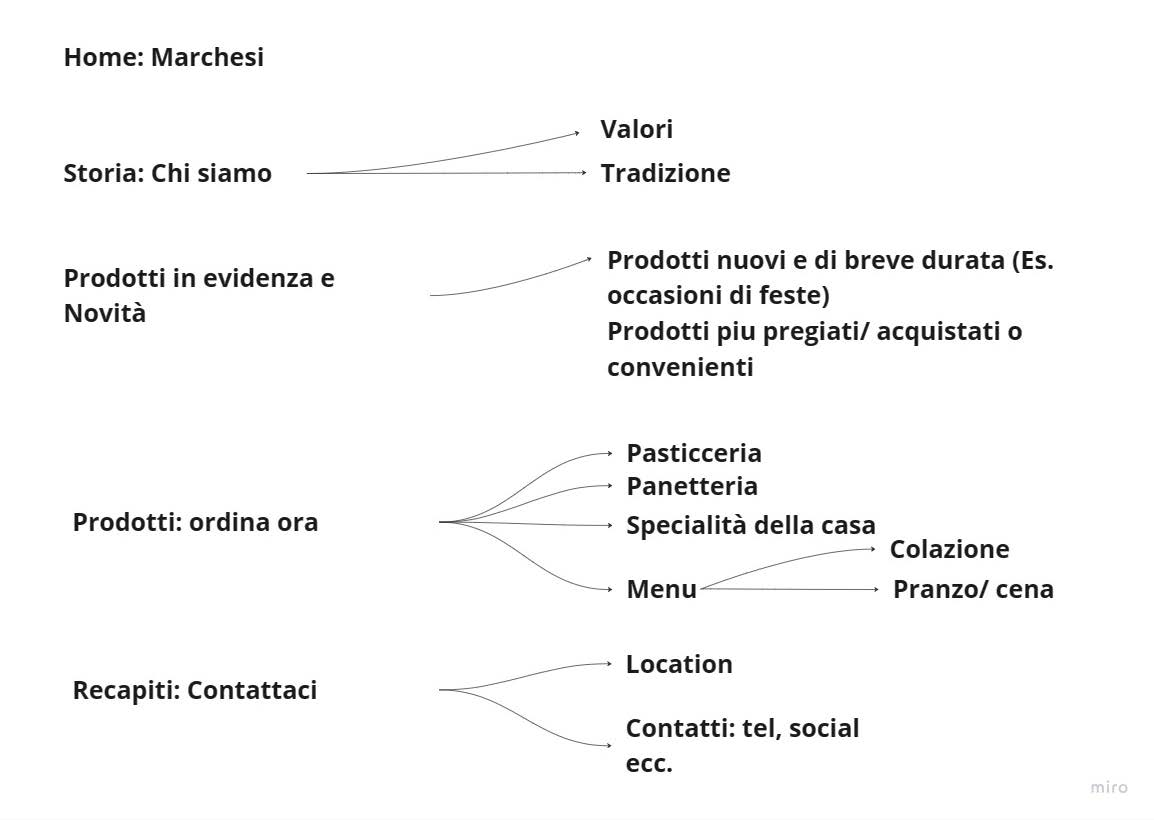 Home: Marchesi
Valori
Storia: Chi siamo
Tradizione
Prodotti in evidenza e
Novità
Prodotti nuovi e di breve durata (Es.
occasioni di feste)
Prodotti piu pregiati/ acquistati o
convenienti
Pasticceria
Panetteria
Prodotti: ordina ora
Specialità della casa
Colazione
Menu
Pranzo/ cena
Location
Recapiti: Contattaci
Contatti: tel, social
ecc.
miro